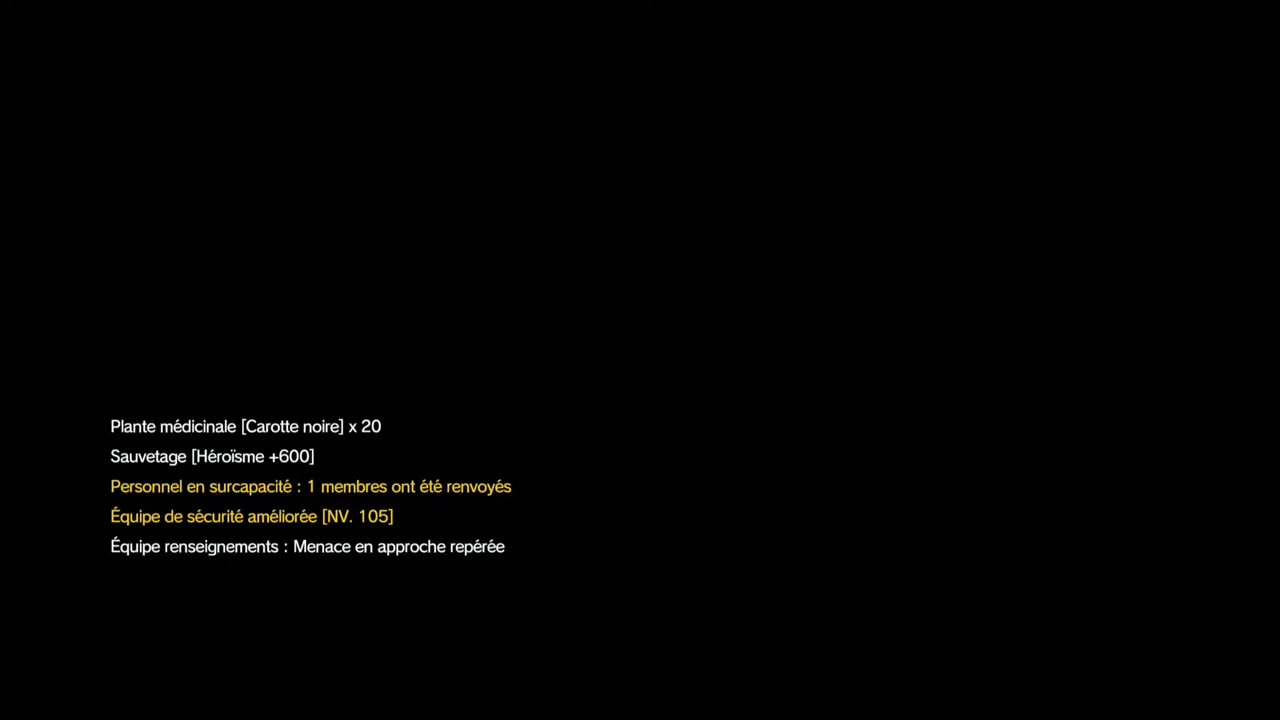 Plante médicinale [Carotte noire] x 20
Sauvetage [Héroïsme +600]
Personnel en surcapacité : 1 membres ont été renvoyés
Équipe de sécurité améliorée [NV. 105]
Équipe renseignements : Menace en approche repérée